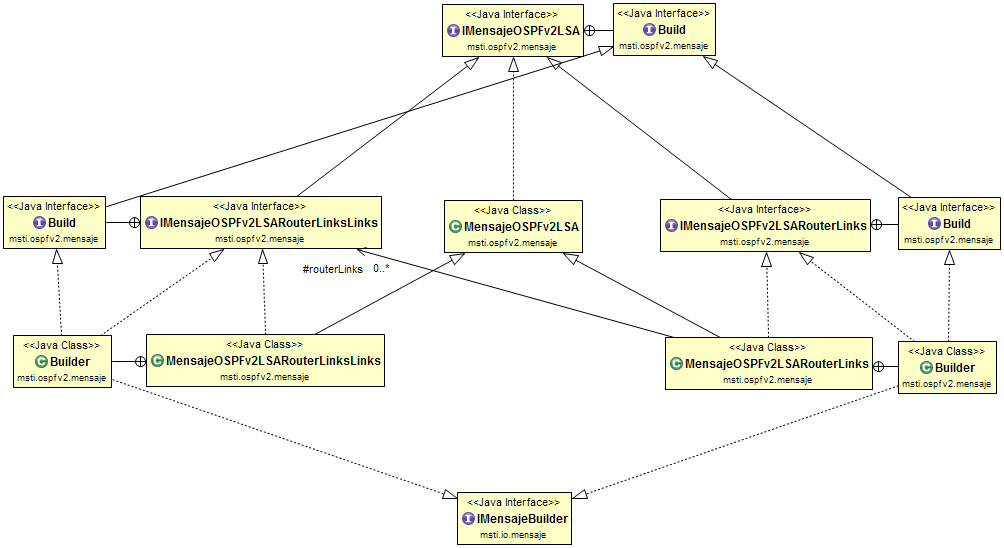 <<Java Interface>>
IMensajeOSPFv2LSA
msti.ospfv2.mensaje
<<Java Interface>>
Build
msti.ospfv2.mensaje
<<Java Interface>>
Build
msti.ospfv2.mensaje
<<Java Interface>>
IMensajeOSPFv2LSARouterLinksLinks
msti.ospfv2.mensaje
<<Java Class>>
MensajeOSPFv2LSA
msti.ospfv2.mensaje
<<Java Interface>>
IMensajeOSPFv2LSARouterLinks
msti.ospfv2.mensaje
<<Java Interface>>
Build
msti.ospfv2.mensaje
#routerLinks 0..*
<<Java Class>>
Builder
msti.ospfv2.mensaje
<<Java Class>>
MensajeOSPFv2LSARouterLinksLinks
msti.ospfv2.mensaje
<<Java Class>>
MensajeOSPFv2LSARouterLinks
msti.ospfv2.mensaje
<<Java Class>>
Builder
msti.ospfv2.mensaje
<<Java Interface>>
IMensajeBuilder
msti.io.mensaje